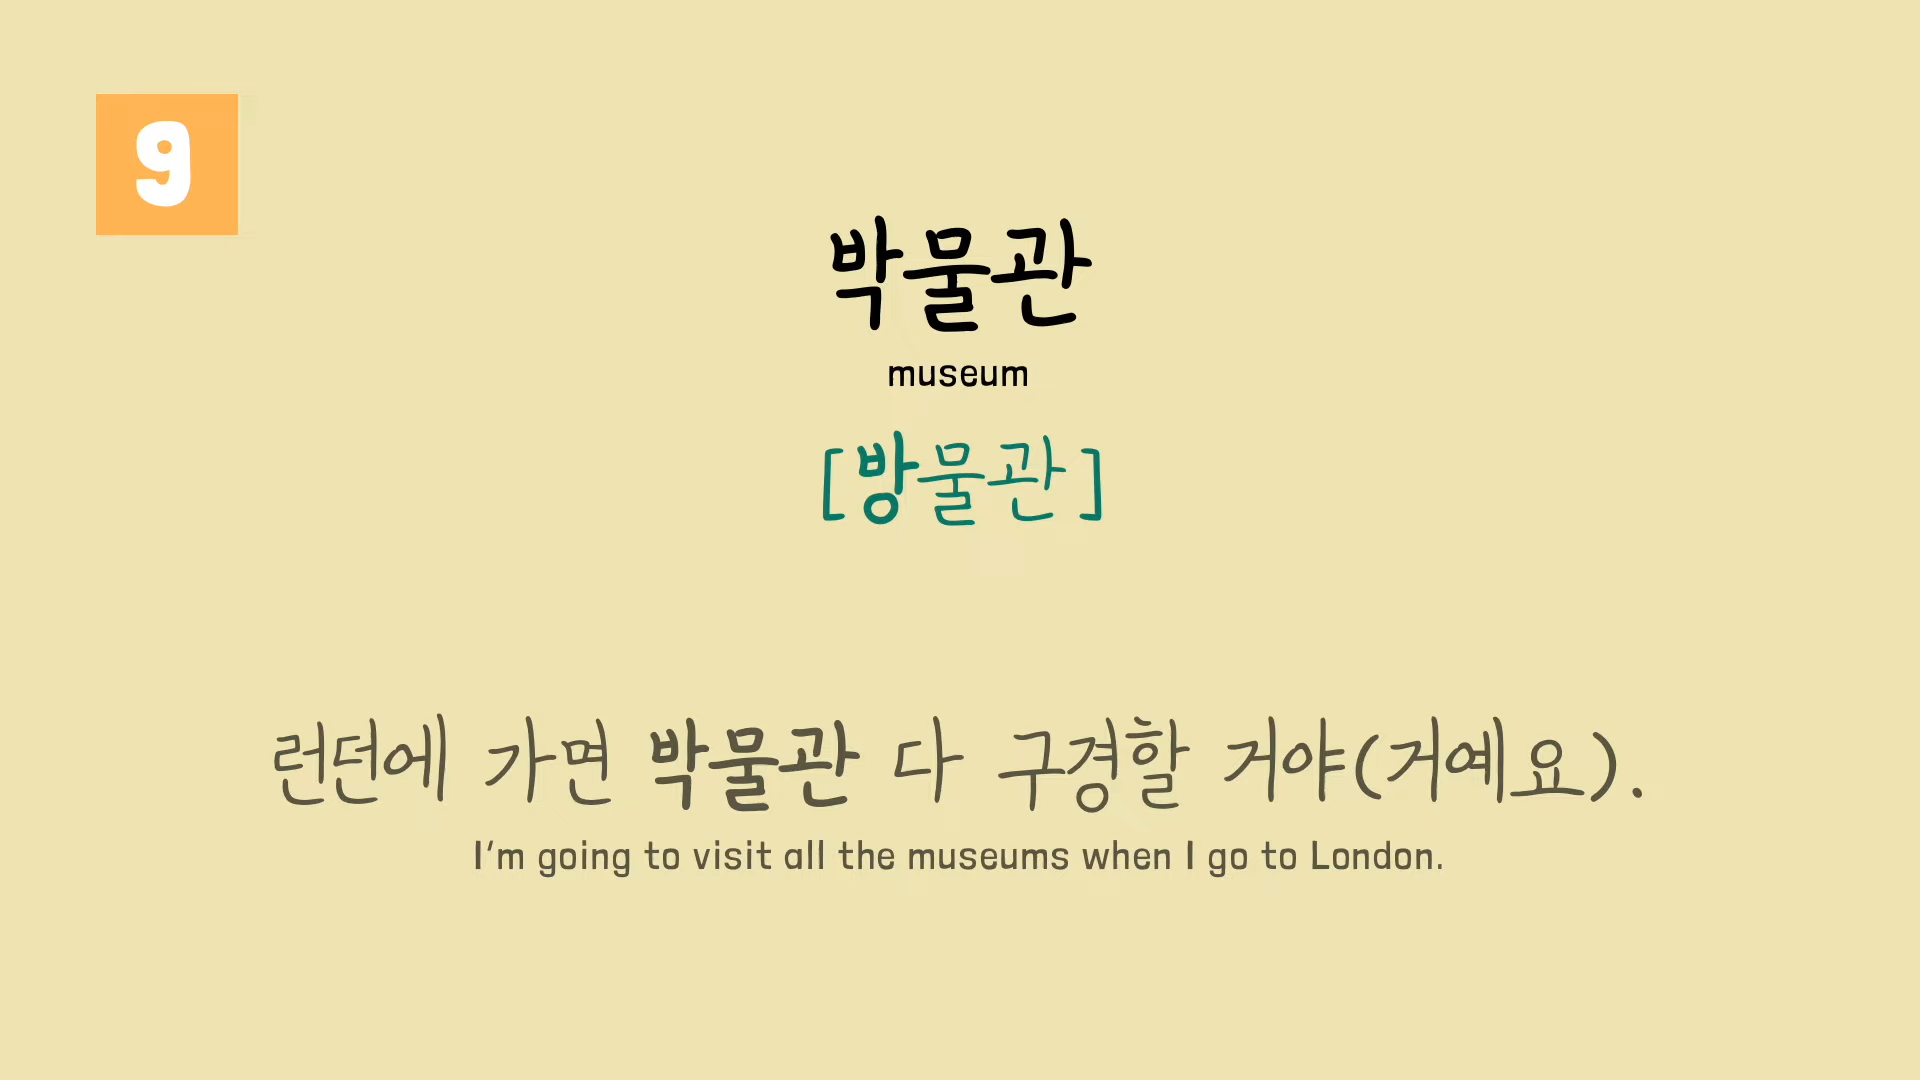 9
박물관
museum
[방물관]
런던에 가면 박물관 다 구경할 거야(거예요).
I'm going to visit all the museums when I go to London.